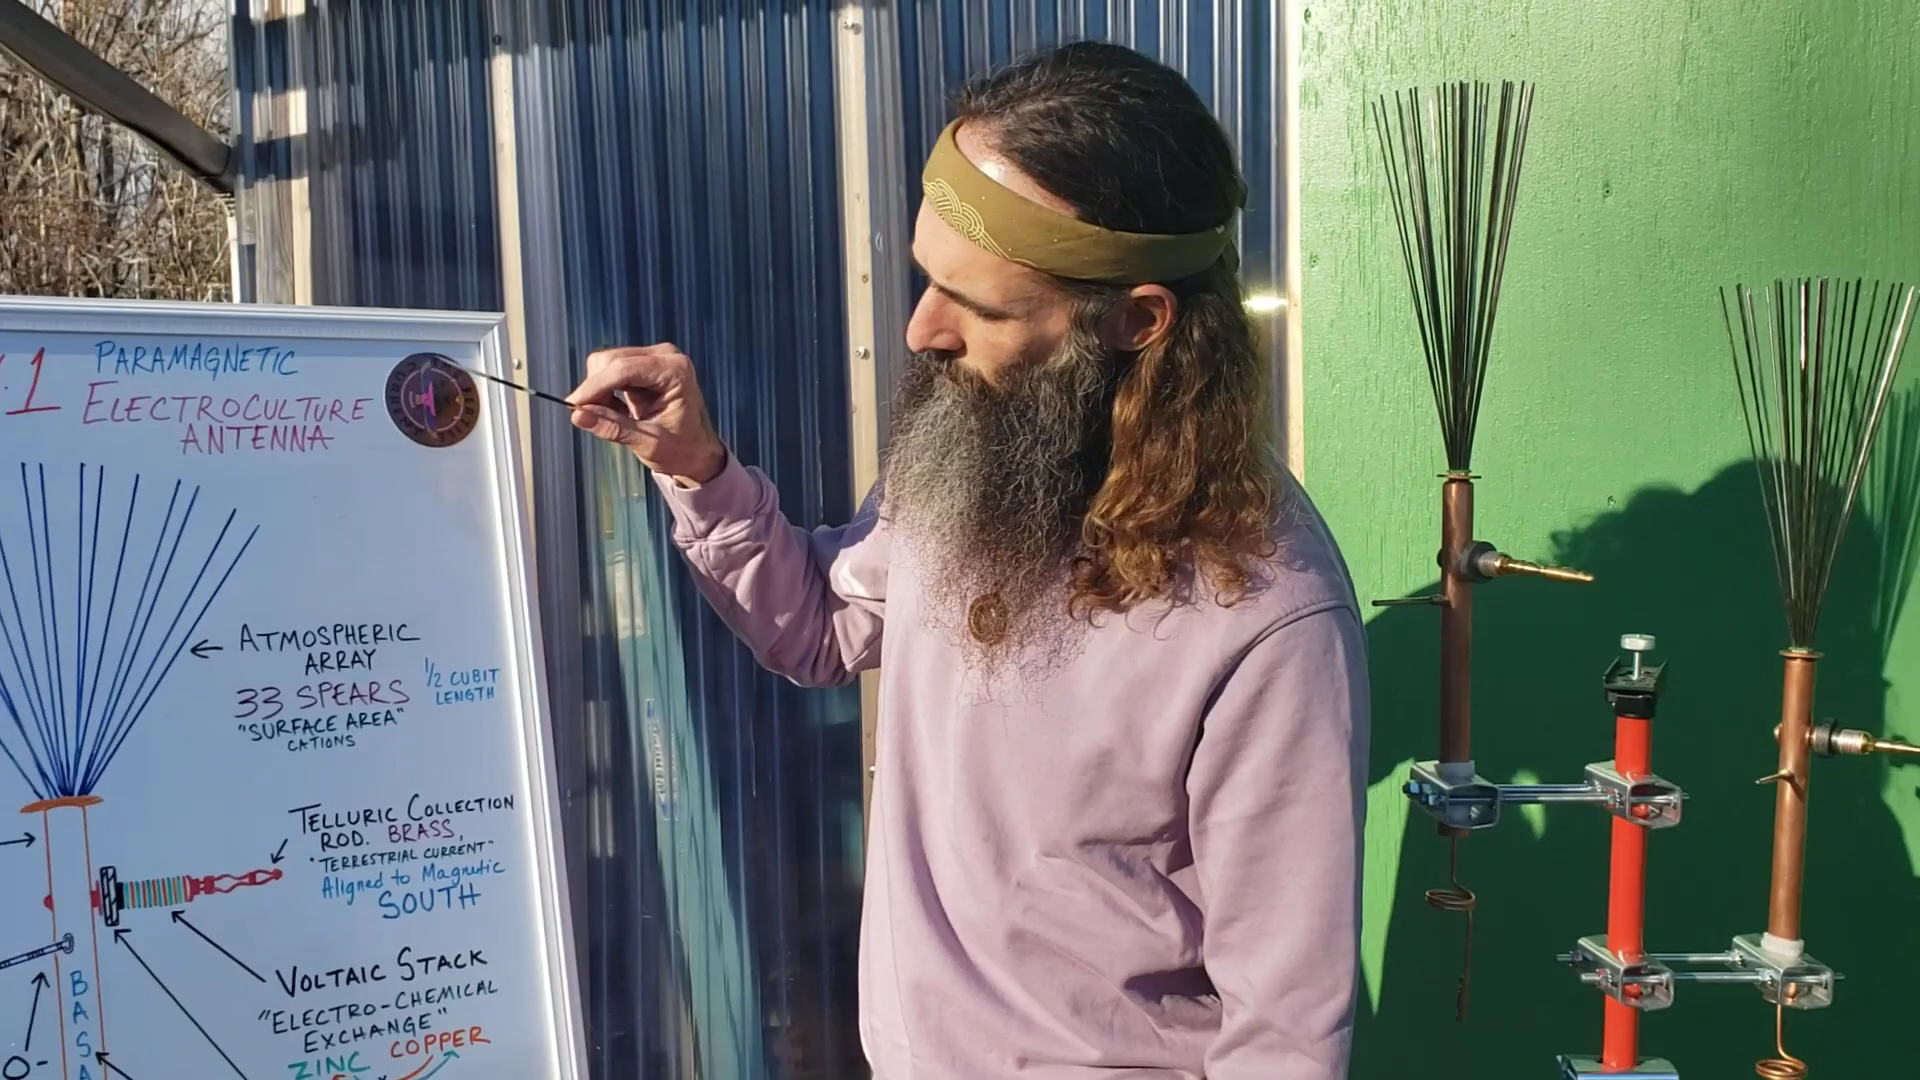 .1 PARAMAGNETIC
ELECTROCULTURE
ANTENNA
ATMOSPHERIC
ARRAY
33 SPEARS
1/2 CUBIT
LENGTH
"SURFACE AREA"
CATIONS
TELLURIC COLLECTION
ROD. BRASS,
"TERRESTRIAL CURRENT"
Aligned to Magnetic
SOUTH
VOLTAIC STACK
"ELECTRO-CHEMICAL
EXCHANGE"
ZINC COPPER
O-
B
A
S
A